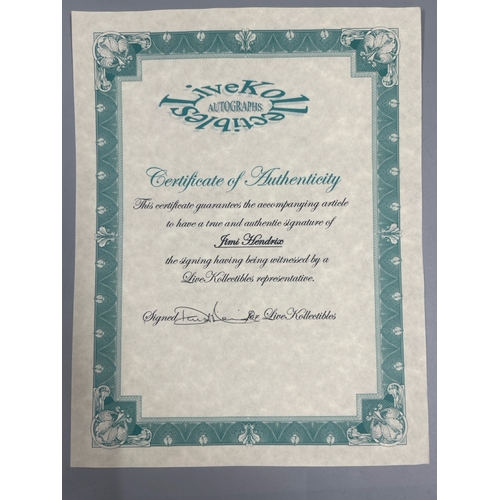 LiveKollectibles
AUTOGRAPHS
Certificate of Authenticity
This certificate guarantees the accompanying article
to have a true and authentic signature of
Jimi Hendrix
the signing having being witnessed by a
LiveKollectibles representative.
Signed for LiveKollectibles